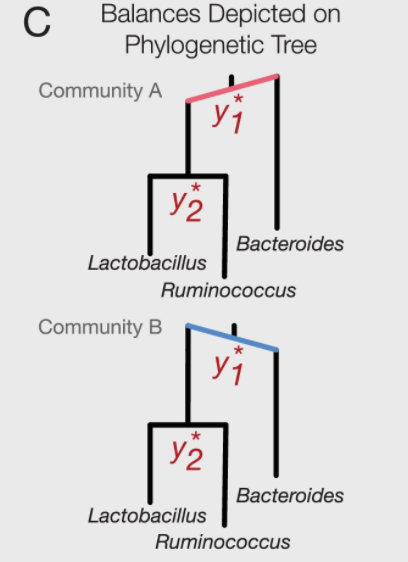 C
Balances Depicted on
Phylogenetic Tree
Community A
y*1
y*2
Bacteroides
Lactobacillus
Ruminococcus
Community B
y*1
y*2
Bacteroides
Lactobacillus
Ruminococcus